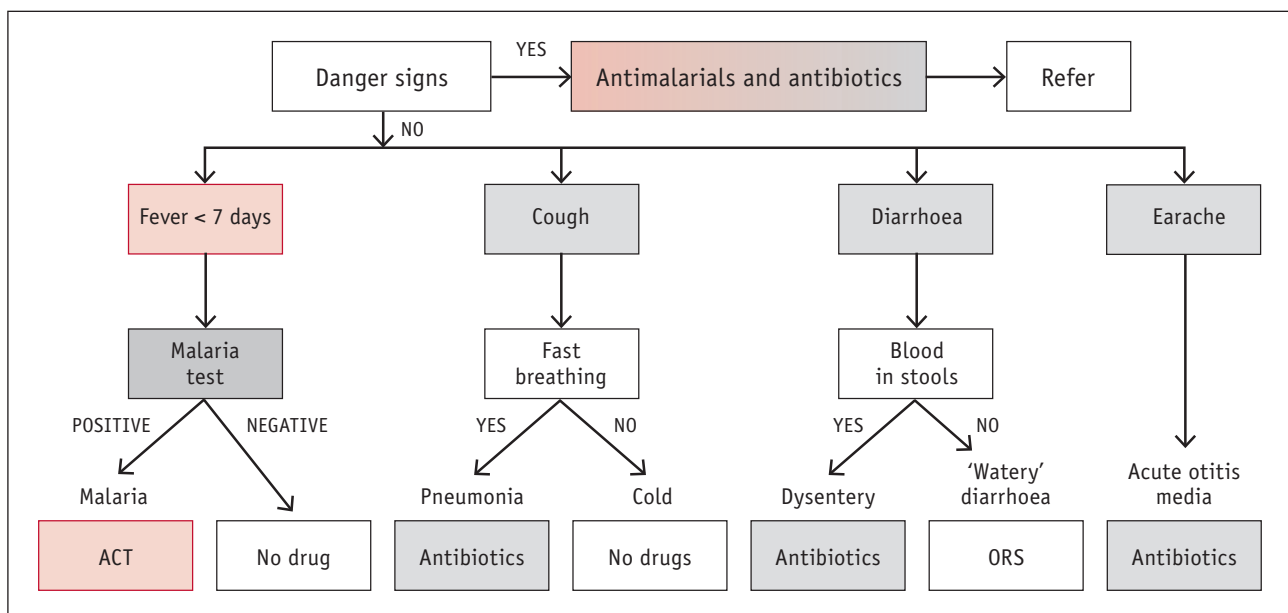 YES
Danger signs
Antimalarials and antibiotics
Refer
NO
Fever < 7 days
Cough
Diarrhoea
Earache
Malaria
test
Fast
breathing
Blood
in stools
POSITIVE
NEGATIVE
YES
NO
YES
NO
Malaria
Pneumonia
Cold
Dysentery
‘Watery’
diarrhoea
Acute otitis
media
ACT
No drug
Antibiotics
No drugs
Antibiotics
ORS
Antibiotics